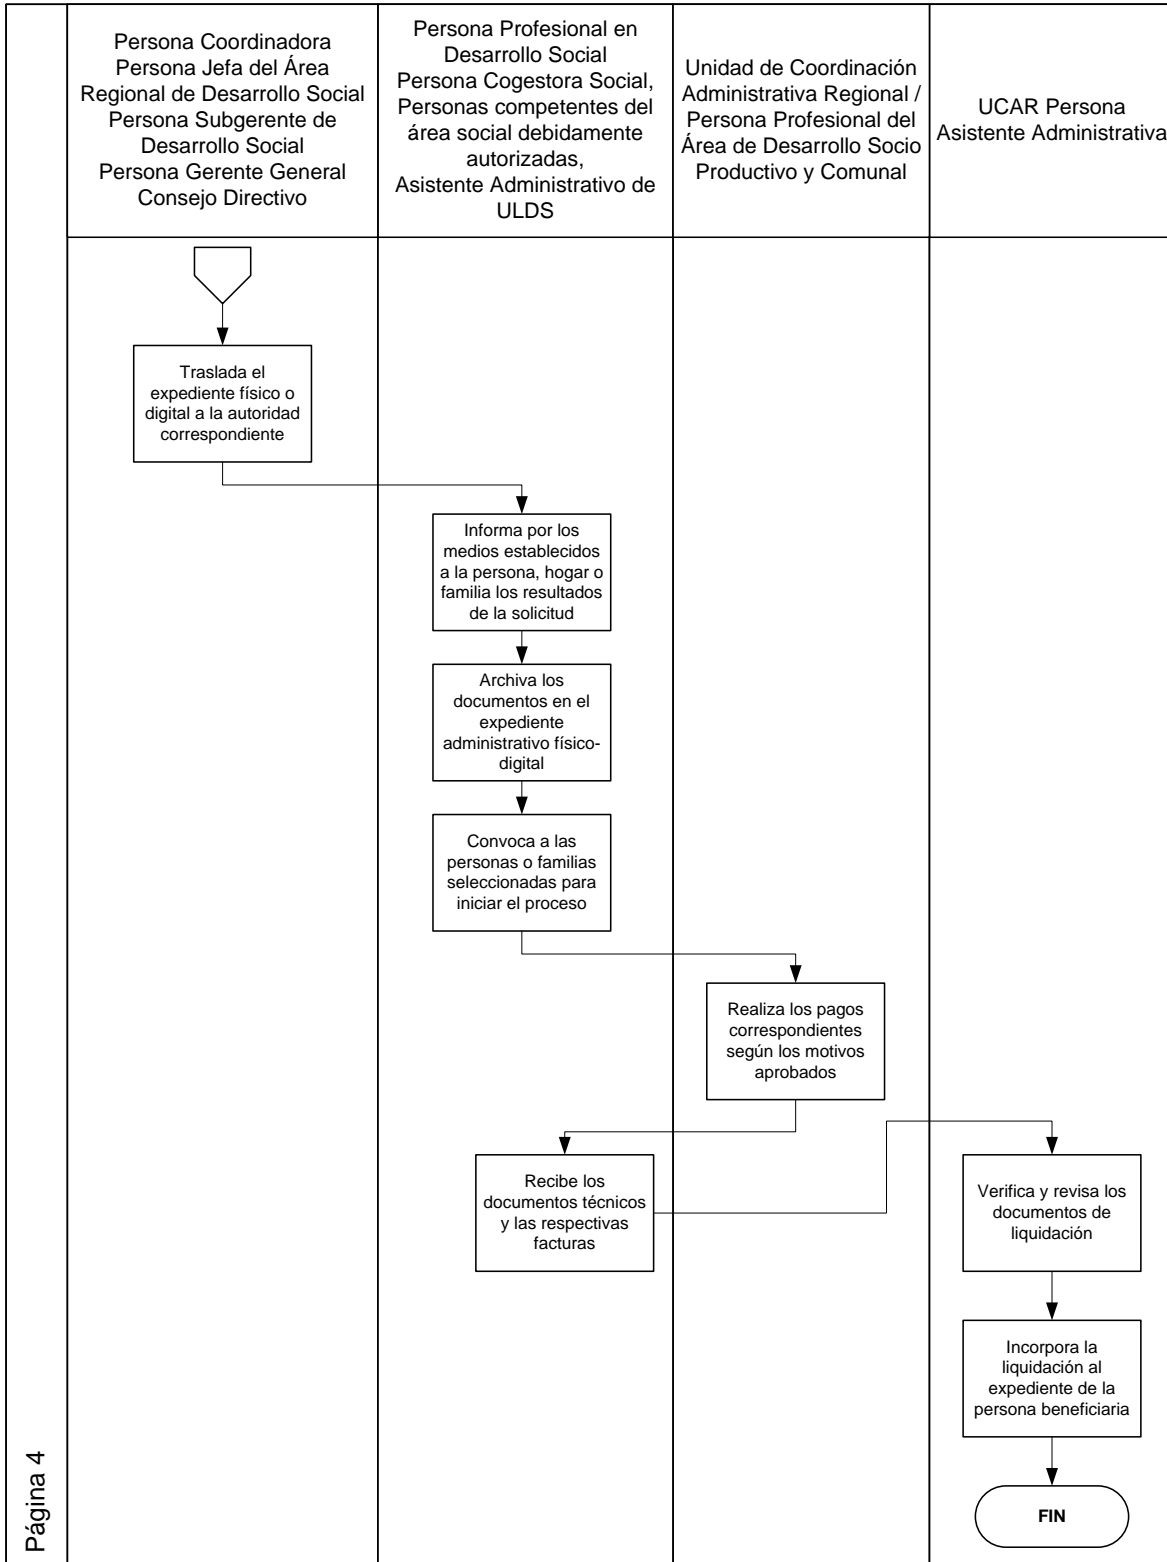 Persona Coordinadora
Persona Jefa del Área
Regional de Desarrollo Social
Persona Subgerente de
Desarrollo Social
Persona Gerente General
Consejo Directivo
Persona Profesional en
Desarrollo Social
Persona Cogestora Social,
Personas competentes del
área social debidamente
autorizadas,
Asistente Administrativo de
ULDS
Unidad de Coordinación
Administrativa Regional /
Persona Profesional del
Área de Desarrollo Socio
Productivo y Comunal
UCAR Persona
Asistente Administrativa
Traslada el
expediente físico o
digital a la autoridad
correspondiente
Informa por los
medios establecidos
a la persona, hogar o
familia los resultados
de la solicitud
Archiva los
documentos en el
expediente
administrativo físico-
digital
Convoca a las
personas o familias
seleccionadas para
iniciar el proceso
Realiza los pagos
correspondientes
según los motivos
aprobados
Recibe los
documentos técnicos
y las respectivas
facturas
Verifica y revisa los
documentos de
liquidación
Incorpora la
liquidación al
expediente de la
persona beneficiaria
FIN
Página 4